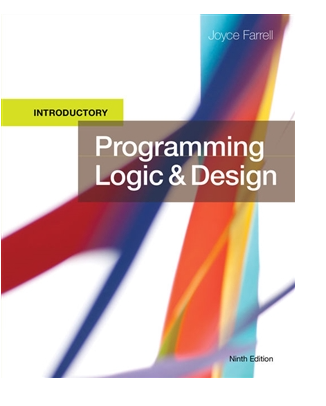 Joyce Farrell
INTRODUCTORY
Programming
Logic & Design
Ninth Edition